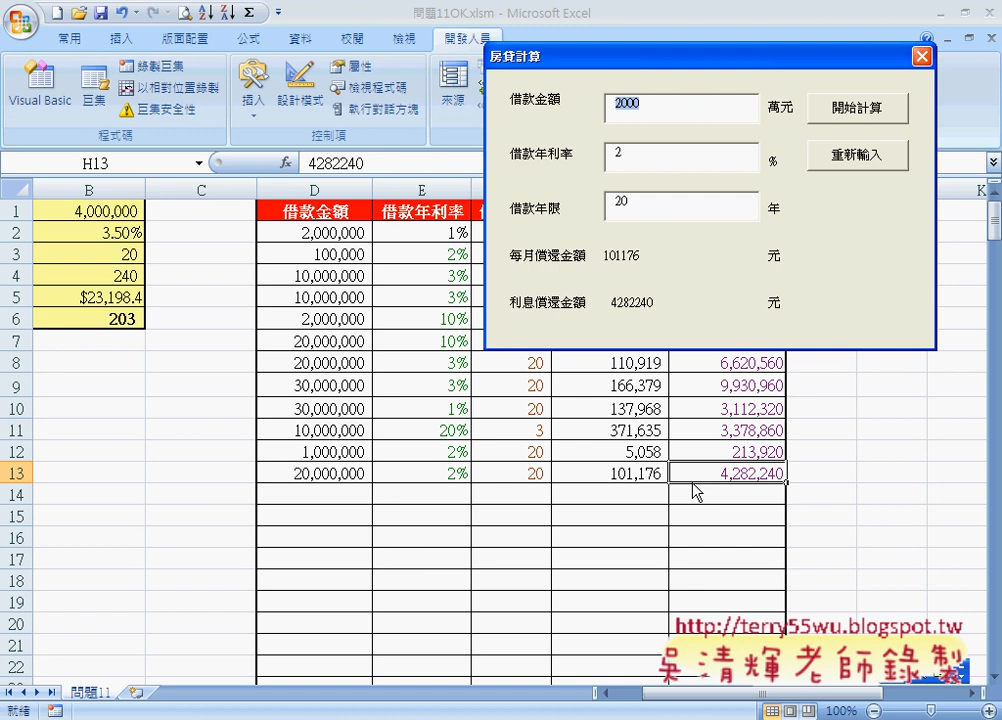 問題11OK.xlsm - Microsoft Excel
常用 插入 版面配置 公式 資料 校閱 檢視 開發人員
Visual Basic 巨集 錄製巨集 以相對位置錄製 巨集安全性
程式碼
插入 設計模式 屬性 檢視程式碼 執行對話方塊
控制項
來源
H13 fx 4282240
房貸計算
借款金額 2000 萬元 開始計算
借款年利率 2 % 重新輸入
借款年限 20 年
每月償還金額 101176 元
利息償還金額 4282240 元
B C D E K
1 4,000,000 借款金額 借款年利率
2 3.50% 2,000,000 1%
3 20 100,000 2%
4 240 10,000,000 3%
5 $23,198.4 10,000,000 3%
6 203 2,000,000 10%
7 20,000,000 10%
8 20,000,000 3% 20 110,919 6,620,560
9 30,000,000 3% 20 166,379 9,930,960
10 30,000,000 1% 20 137,968 3,112,320
11 10,000,000 20% 3 371,635 3,378,860
12 1,000,000 2% 20 5,058 213,920
13 20,000,000 2% 20 101,176 4,282,240
14
15
16
17
18
19
20
21
22
http://terry55wu.blogspot.tw
吳清輝老師錄製
問題11
就緒 100%